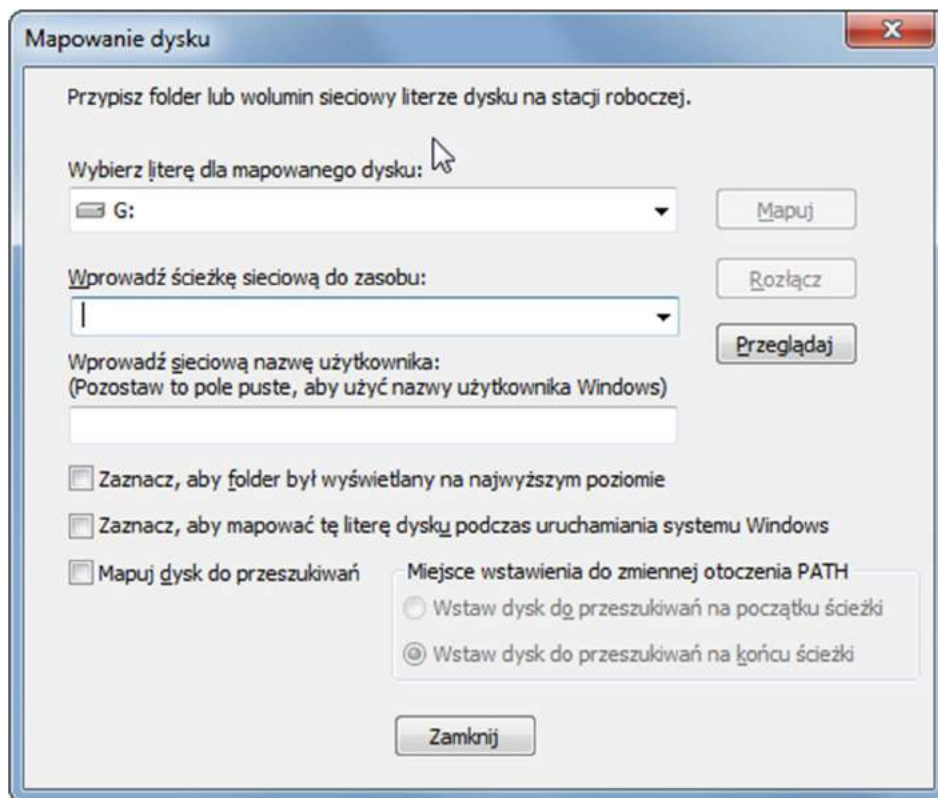 Mapowanie dysku
Przypisz folder lub wolumin sieciowy literze dysku na stacji roboczej.
Wybierz literę dla mapowanego dysku:
G:
Mapuj
Wprowadź ścieżkę sieciową do zasobu:
Rozłącz
Przeglądaj
Wprowadź sieciową nazwę użytkownika:
(Pozostaw to pole puste, aby użyć nazwy użytkownika Windows)
Zaznacz, aby folder był wyświetlany na najwyższym poziomie
Zaznacz, aby mapować tę literę dysku podczas uruchamiania systemu Windows
Mapuj dysk do przeszukiwań
Miejsce wstawienia do zmiennej otoczenia PATH
Wstaw dysk do przeszukiwań na początku ścieżki
Wstaw dysk do przeszukiwań na końcu ścieżki
Zamknij